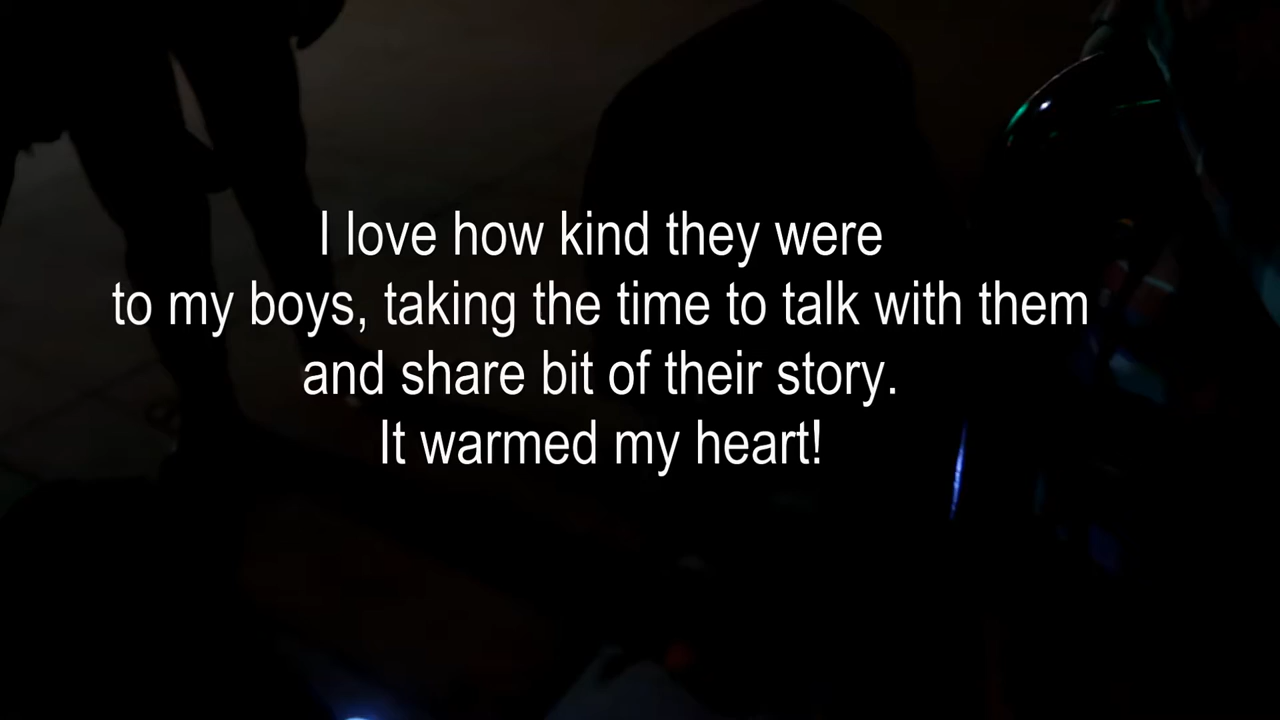 I love how kind they were
to my boys, taking the time to talk with them
and share bit of their story.
It warmed my heart!